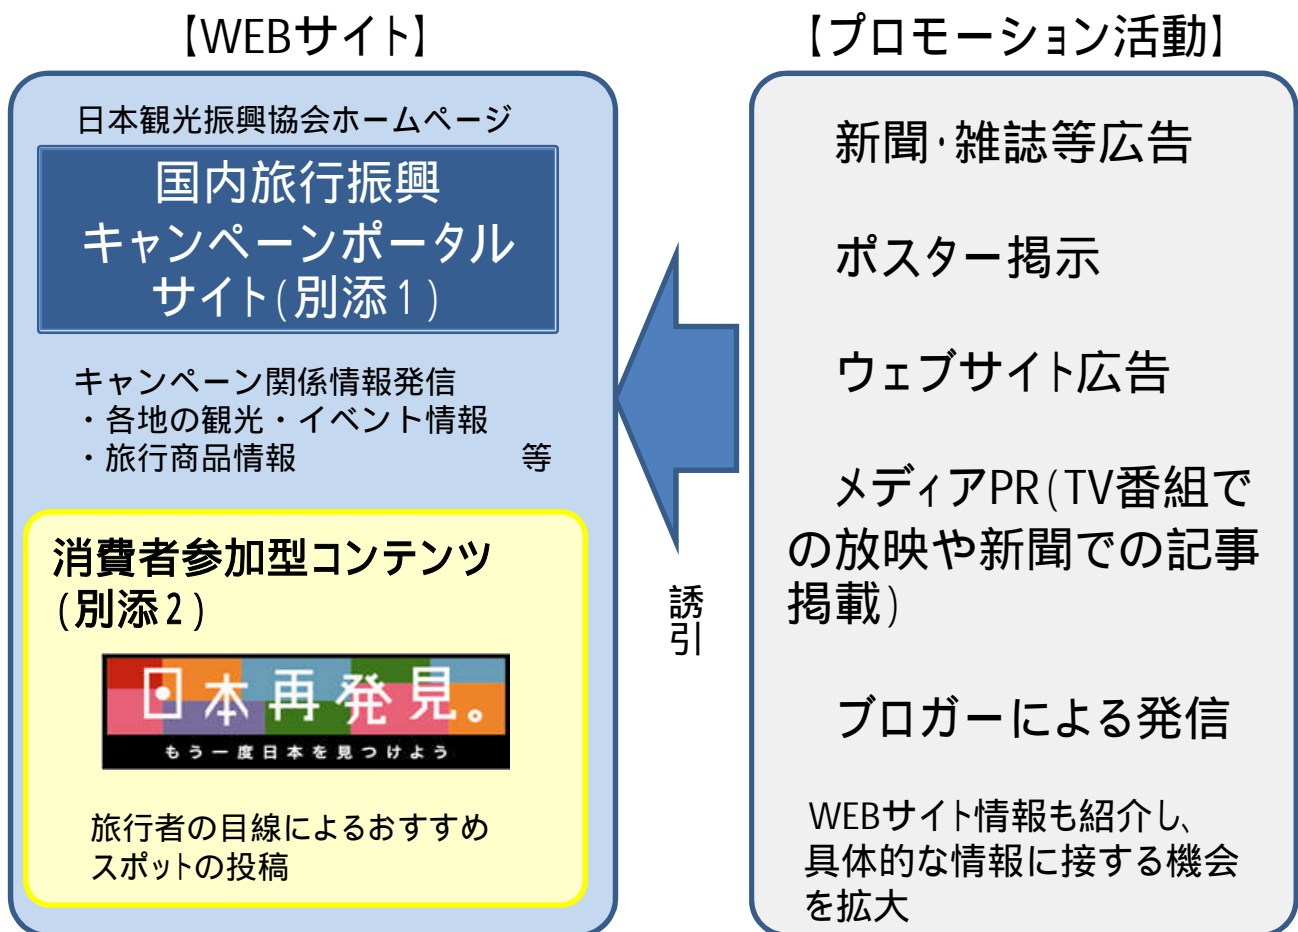 【WEBサイト】
日本観光振興協会ホームページ
国内旅行振興
キャンペーンポータル
サイト(別添1)
キャンペーン関係情報発信
・各地の観光・イベント情報
・旅行商品情報 等
消費者参加型コンテンツ
(別添2)
日本再発見。
もう一度日本を見つけよう
旅行者の目線によるおすすめ
スポットの投稿
誘引
【プロモーション活動】
新聞・雑誌等広告
ポスター掲示
ウェブサイト広告
メディアPR(TV番組で
の放映や新聞での記事
掲載)
ブロガーによる発信
WEBサイト情報も紹介し、
具体的な情報に接する機会
を拡大